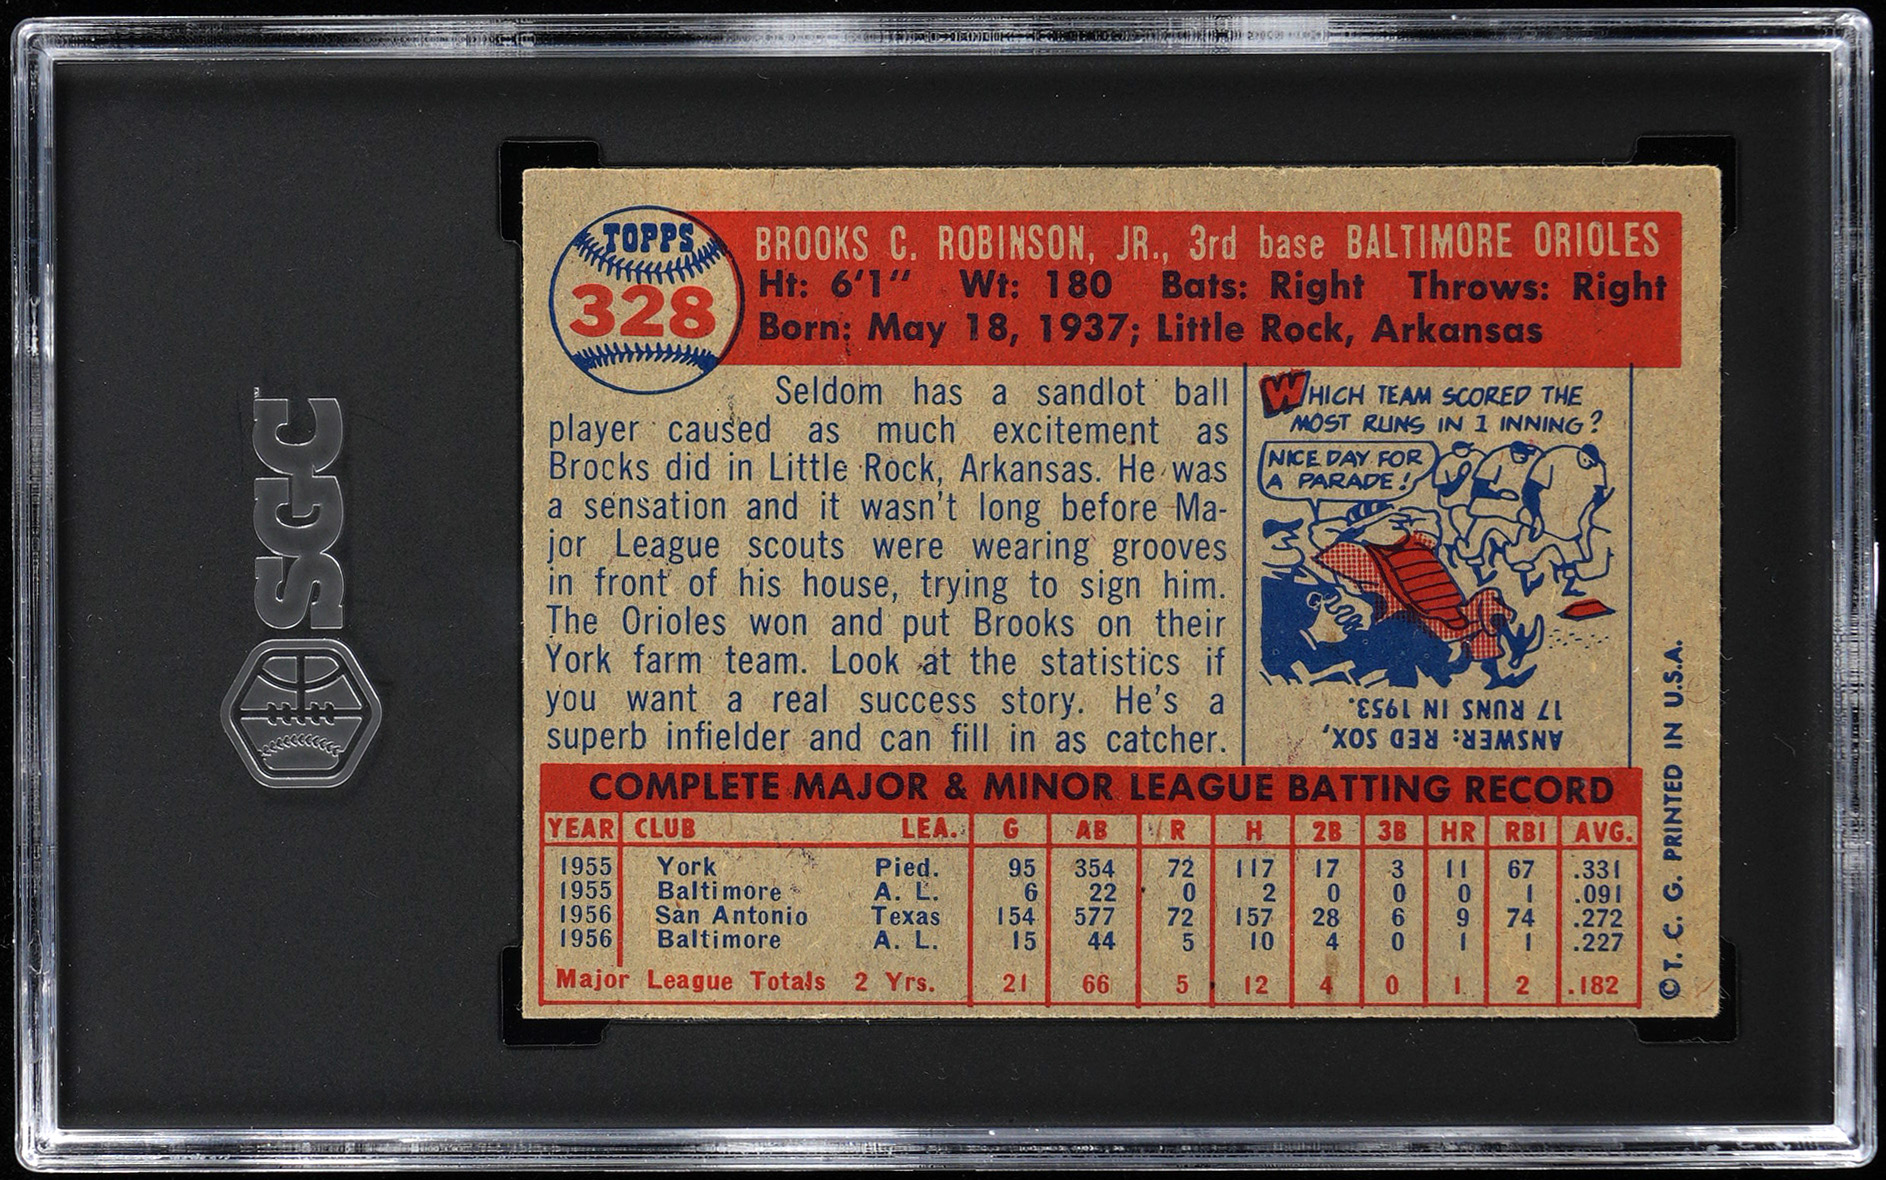 SGC
TOPPS
328
BROOKS C. ROBINSON, JR., 3rd base BALTIMORE ORIOLES
Ht: 6'1" Wt: 180 Bats: Right Throws: Right
Born: May 18, 1937; Little Rock, Arkansas
Seldom has a sandlot ball
player caused as much excitement as
Brocks did in Little Rock, Arkansas. He was
a sensation and it wasn't long before Ma-
jor League scouts were wearing grooves
in front of his house, trying to sign him.
The Orioles won and put Brooks on their
York farm team. Look at the statistics if
you want a real success story. He's a
superb infielder and can fill in as catcher.
WHICH TEAM SCORED THE
MOST RUNS IN 1 INNING?
NICE DAY FOR
A PARADE!
ANSWER: RED SOX,
17 RUNS IN 1953.
COMPLETE MAJOR & MINOR LEAGUE BATTING RECORD
YEAR CLUB LEA. G AB R H 2B 3B HR RBI AVG.
1955 York Pied. 95 354 72 117 17 3 11 67 .331
1955 Baltimore A. L. 6 22 0 2 0 0 0 1 .091
1956 San Antonio Texas 154 577 72 157 28 6 9 74 .272
1956 Baltimore A. L. 15 44 5 10 4 0 1 1 .227
Major League Totals 2 Yrs. 21 66 5 12 4 0 1 2 .182
© T. C. G. PRINTED IN U.S.A.